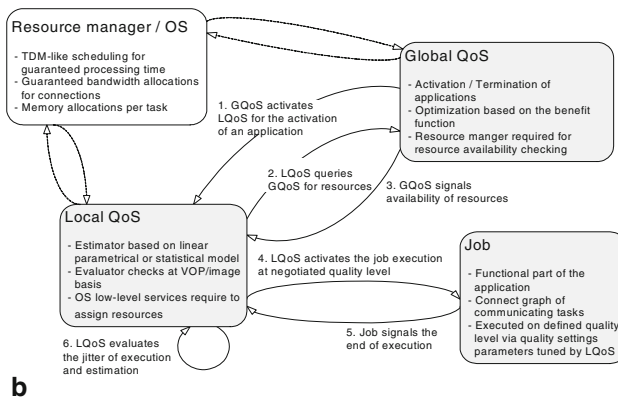 Resource manager / OS
- TDM-like scheduling for
guaranteed processing time
- Guaranteed bandwidth allocations
for connections
- Memory allocations per task
Global QoS
- Activation / Termination of
applications
- Optimization based on the benefit
function
- Resource manger required for
resource availability checking
1. GQoS activates
LQoS for the activation
of an application
2. LQoS queries
GQoS for resources
3. GQoS signals
availability of resources
Local QoS
- Estimator based on linear
parametrical or statistical model
- Evaluator checks at VOP/image
basis
- OS low-level services require to
assign resources
4. LQoS activates the job execution
at negotiated quality level
Job
- Functional part of the
application
- Connect graph of
communicating tasks
- Executed on defined quality
level via quality settings
parameters tuned by LQoS
5. Job signals the
end of execution
6. LQoS evaluates
the jitter of execution
and estimation
b